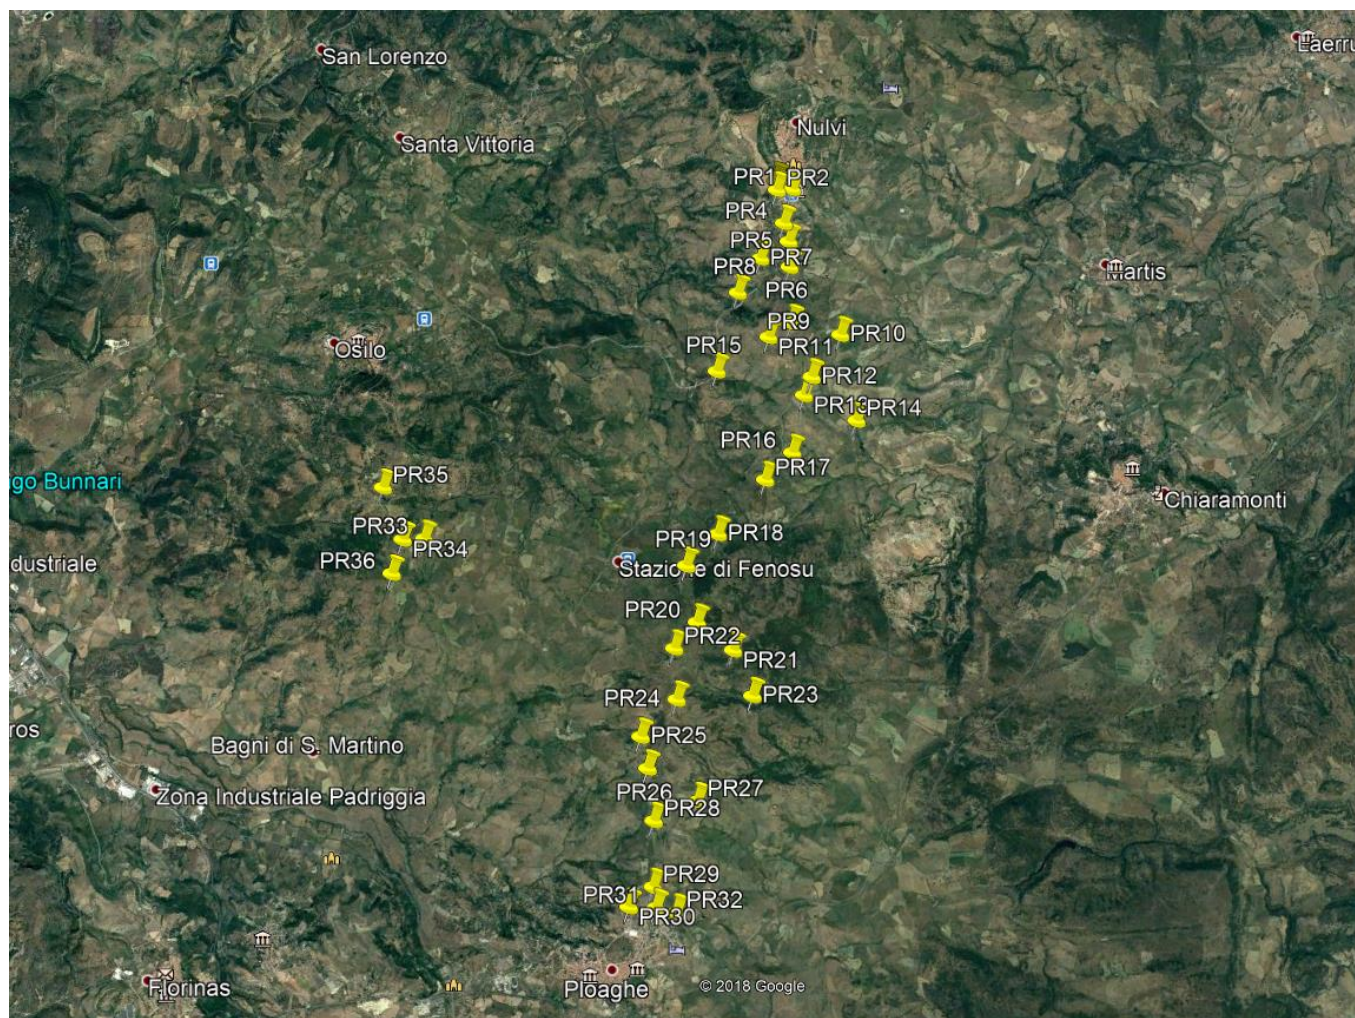 San Lorenzo
Laerru
Nulvi
Santa Vittoria
PR1
PR2
PR4
PR5
PR7
PR8
Martis
PR6
PR9
PR10
Osilo
PR15
PR11
PR12
PR13
PR14
PR16
PR17
PR35
go Bunnari
Chiaramonti
PR33
PR34
PR18
PR19
PR36
dustriale
Stazione di Fenosu
PR20
PR22
PR21
PR24
PR23
ros
PR25
Bagni di S. Martino
PR26
PR27
Zona Industriale Padriggia
PR28
PR29
PR31
PR32
PR30
Florinas
Ploaghe
© 2018 Google